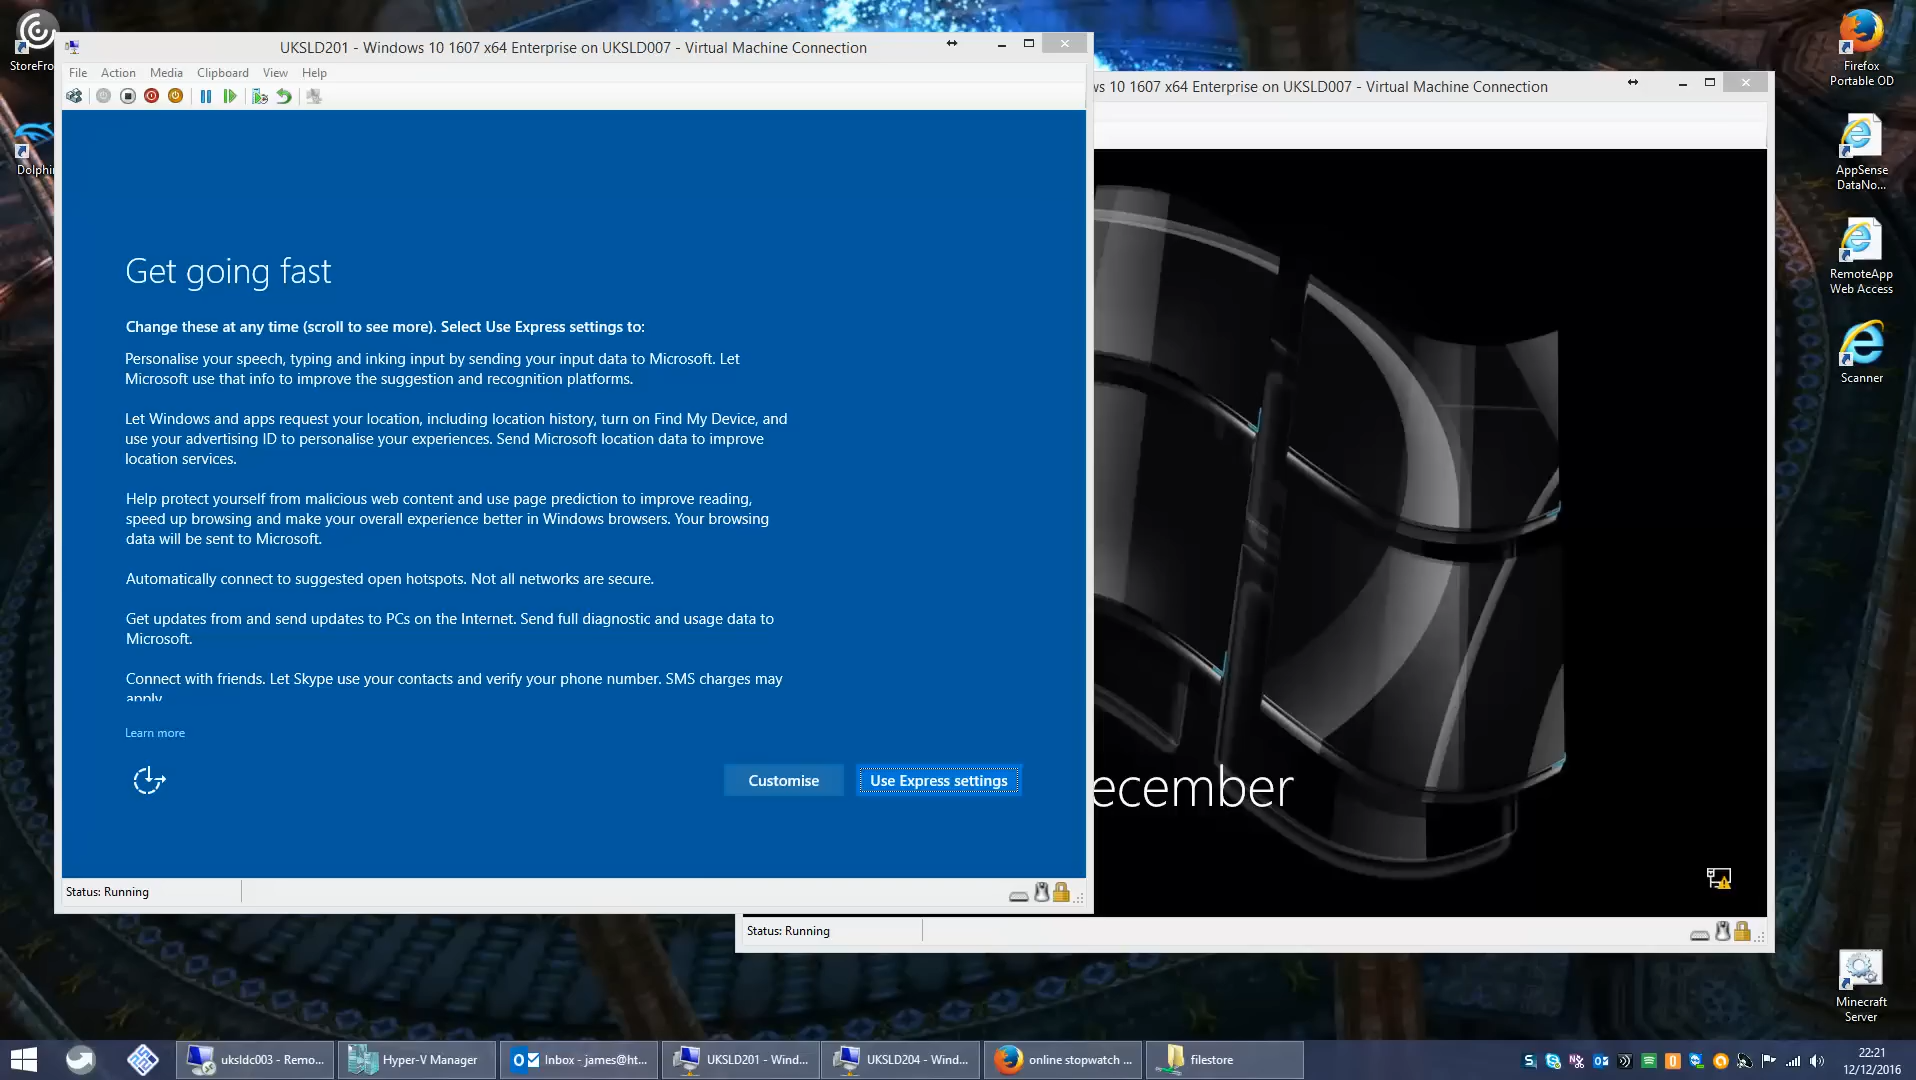 StoreFro
Dolphin
UKSLD201 - Windows 10 1607 x64 Enterprise on UKSLD007 - Virtual Machine Connection
File Action Media Clipboard View Help
ws 10 1607 x64 Enterprise on UKSLD007 - Virtual Machine Connection
Get going fast
Change these at any time (scroll to see more). Select Use Express settings to:
Personalise your speech, typing and inking input by sending your input data to Microsoft. Let
Microsoft use that info to improve the suggestion and recognition platforms.
Let Windows and apps request your location, including location history, turn on Find My Device, and
use your advertising ID to personalise your experiences. Send Microsoft location data to improve
location services.
Help protect yourself from malicious web content and use page prediction to improve reading,
speed up browsing and make your overall experience better in Windows browsers. Your browsing
data will be sent to Microsoft.
Automatically connect to suggested open hotspots. Not all networks are secure.
Get updates from and send updates to PCs on the Internet. Send full diagnostic and usage data to
Microsoft.
Connect with friends. Let Skype use your contacts and verify your phone number. SMS charges may
apply.
Learn more
Customise
Use Express settings
Status: Running
ecember
Status: Running
Firefox
Portable OD
AppSense
DataNo...
RemoteApp
Web Access
Scanner
Minecraft
Server
uksldc003 - Remo...
Hyper-V Manager
Inbox - james@ht...
UKSLD201 - Wind...
UKSLD204 - Wind...
online stopwatch ...
filestore
22:21
12/12/2016